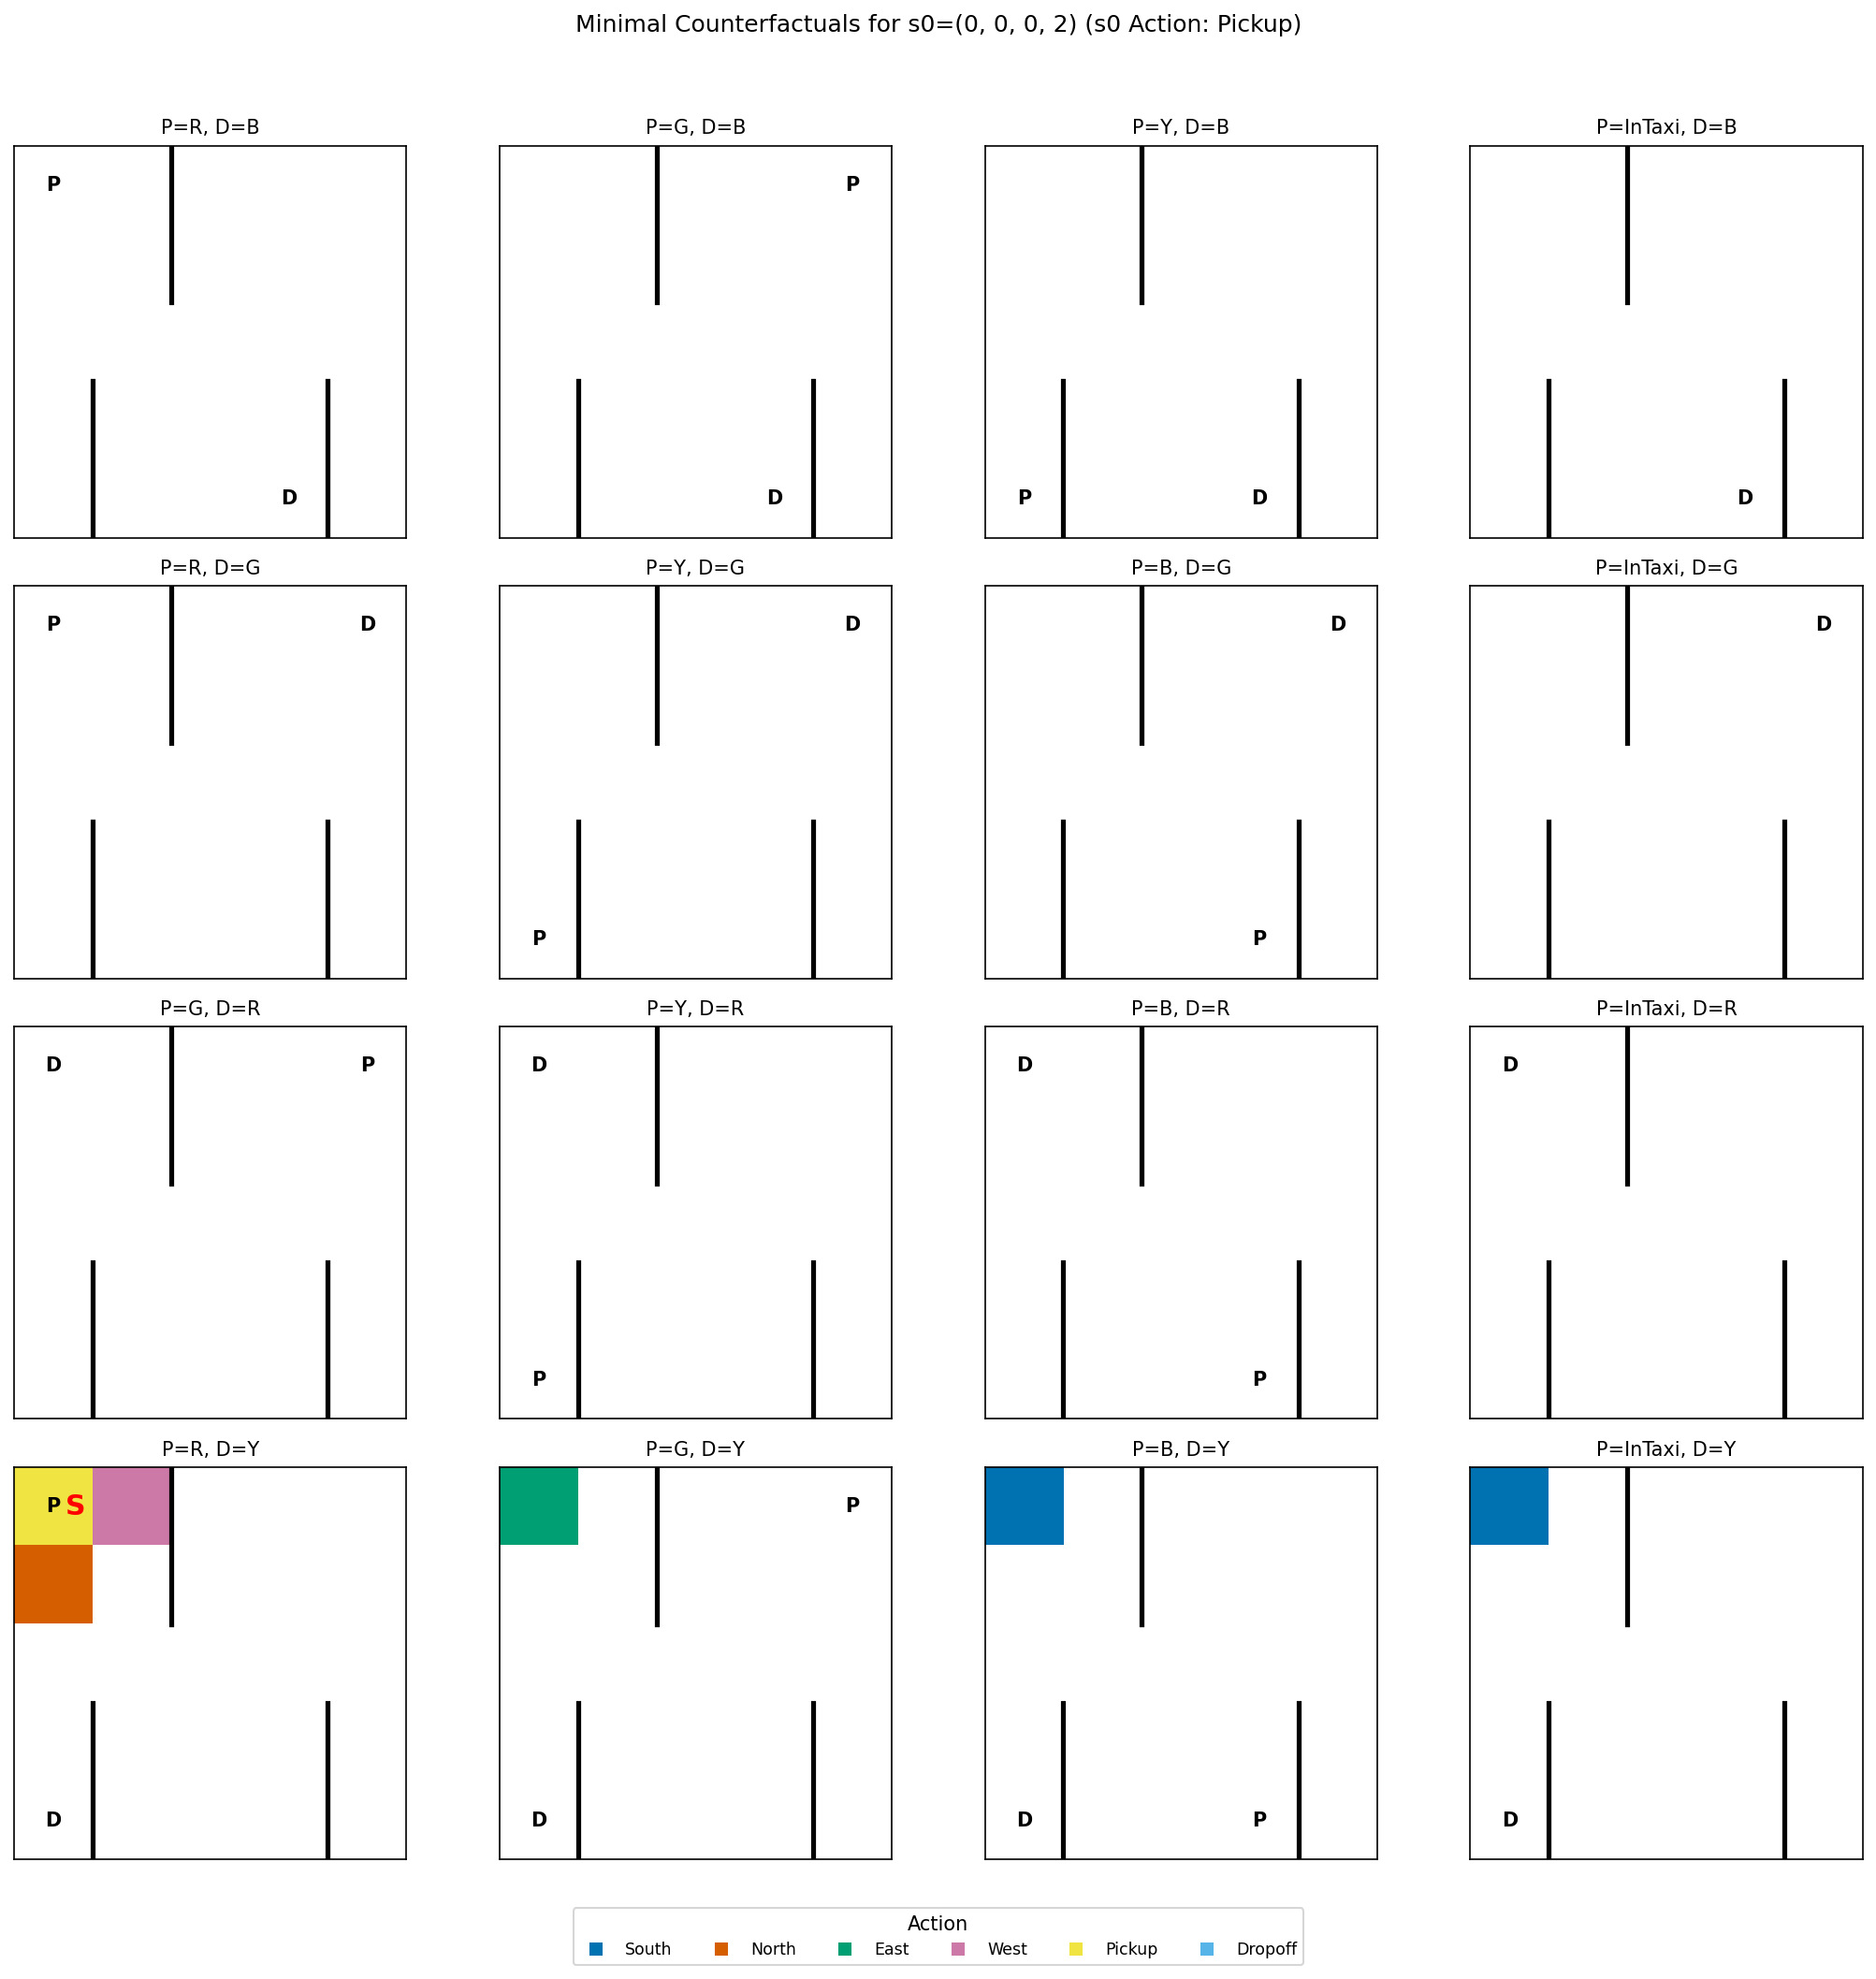 Minimal Counterfactuals for s0=(0, 0, 0, 2) (s0 Action: Pickup)
P=R, D=B
P=G, D=B
P=Y, D=B
P=InTaxi, D=B
P
P
D
D
P
D
D
P=R, D=G
P=Y, D=G
P=B, D=G
P=InTaxi, D=G
P
D
D
D
D
P
P
P=G, D=R
P=Y, D=R
P=B, D=R
P=InTaxi, D=R
D
P
D
D
D
P
P
P=R, D=Y
P=G, D=Y
P=B, D=Y
P=InTaxi, D=Y
P S
P
D
D
D
P
D
Action
South
North
East
West
Pickup
Dropoff